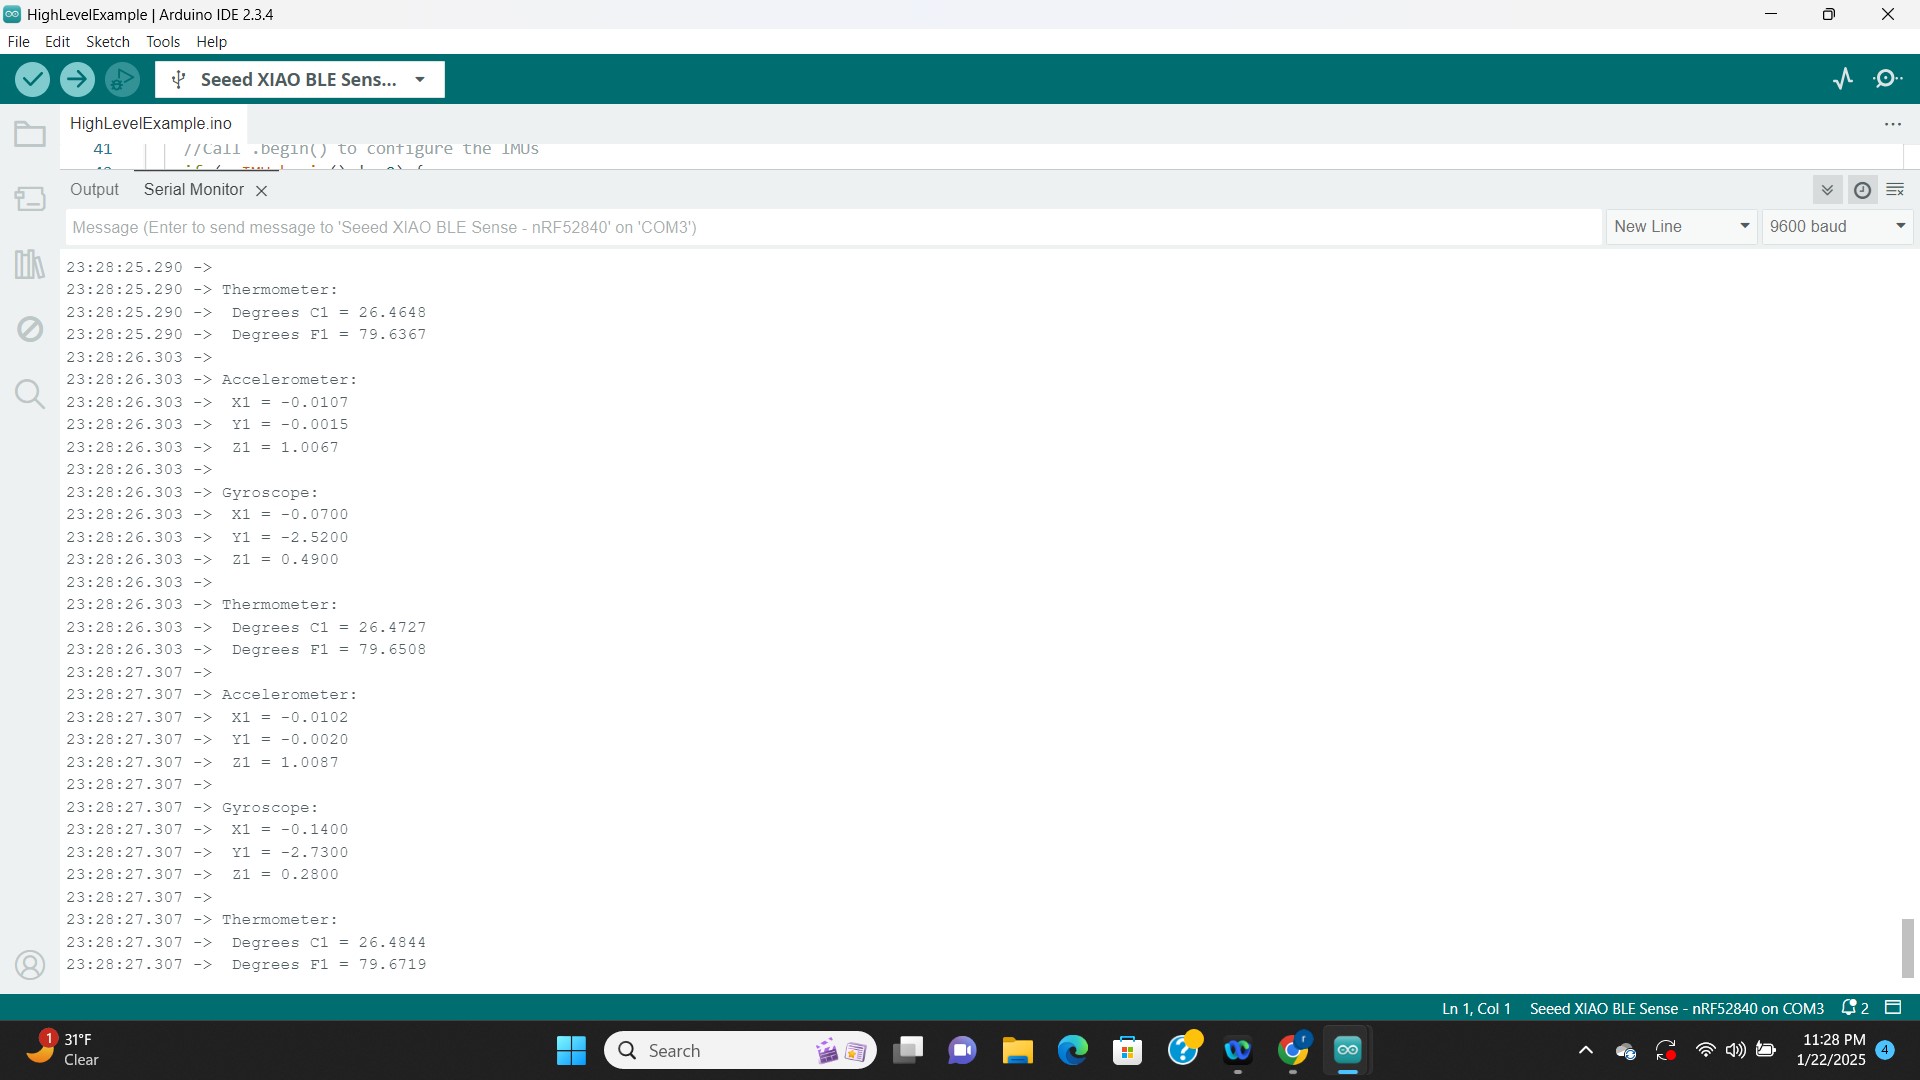 HighLevelExample | Arduino IDE 2.3.4
File Edit Sketch Tools Help
Seeed XIAO BLE Sens...
HighLevelExample.ino
41 //Call .begin() to configure the IMUs
Output Serial Monitor
Message (Enter to send message to 'Seeed XIAO BLE Sense - nRF52840' on 'COM3')
New Line
9600 baud
23:28:25.290 ->
23:28:25.290 -> Thermometer:
23:28:25.290 -> Degrees C1 = 26.4648
23:28:25.290 -> Degrees F1 = 79.6367
23:28:26.303 ->
23:28:26.303 -> Accelerometer:
23:28:26.303 -> X1 = -0.0107
23:28:26.303 -> Y1 = -0.0015
23:28:26.303 -> Z1 = 1.0067
23:28:26.303 ->
23:28:26.303 -> Gyroscope:
23:28:26.303 -> X1 = -0.0700
23:28:26.303 -> Y1 = -2.5200
23:28:26.303 -> Z1 = 0.4900
23:28:26.303 ->
23:28:26.303 -> Thermometer:
23:28:26.303 -> Degrees C1 = 26.4727
23:28:26.303 -> Degrees F1 = 79.6508
23:28:27.307 ->
23:28:27.307 -> Accelerometer:
23:28:27.307 -> X1 = -0.0102
23:28:27.307 -> Y1 = -0.0020
23:28:27.307 -> Z1 = 1.0087
23:28:27.307 ->
23:28:27.307 -> Gyroscope:
23:28:27.307 -> X1 = -0.1400
23:28:27.307 -> Y1 = -2.7300
23:28:27.307 -> Z1 = 0.2800
23:28:27.307 ->
23:28:27.307 -> Thermometer:
23:28:27.307 -> Degrees C1 = 26.4844
23:28:27.307 -> Degrees F1 = 79.6719
Ln 1, Col 1 Seeed XIAO BLE Sense - nRF52840 on COM3 2
1
31°F
Clear
Search
r
11:28 PM
1/22/2025
4